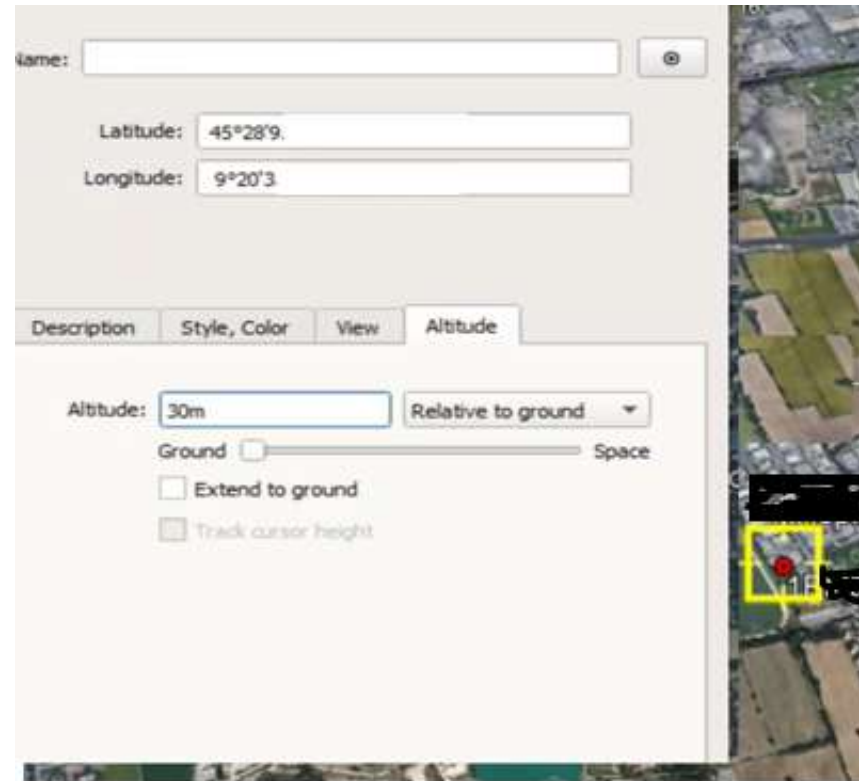 Name:
Latitude: 45°28'9.
Longitude: 9°20'3
Description Style, Color View Altitude
Altitude: 30m Relative to ground
Ground Space
Extend to ground
Track cursor height